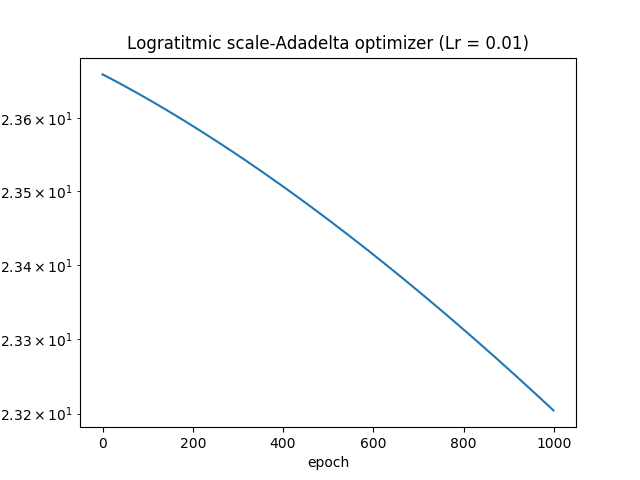 Logratitmic scale-Adadelta optimizer (Lr = 0.01)
2.36 × 10¹
2.35 × 10¹
2.34 × 10¹
2.33 × 10¹
2.32 × 10¹
0 200 400 600 800 1000
epoch